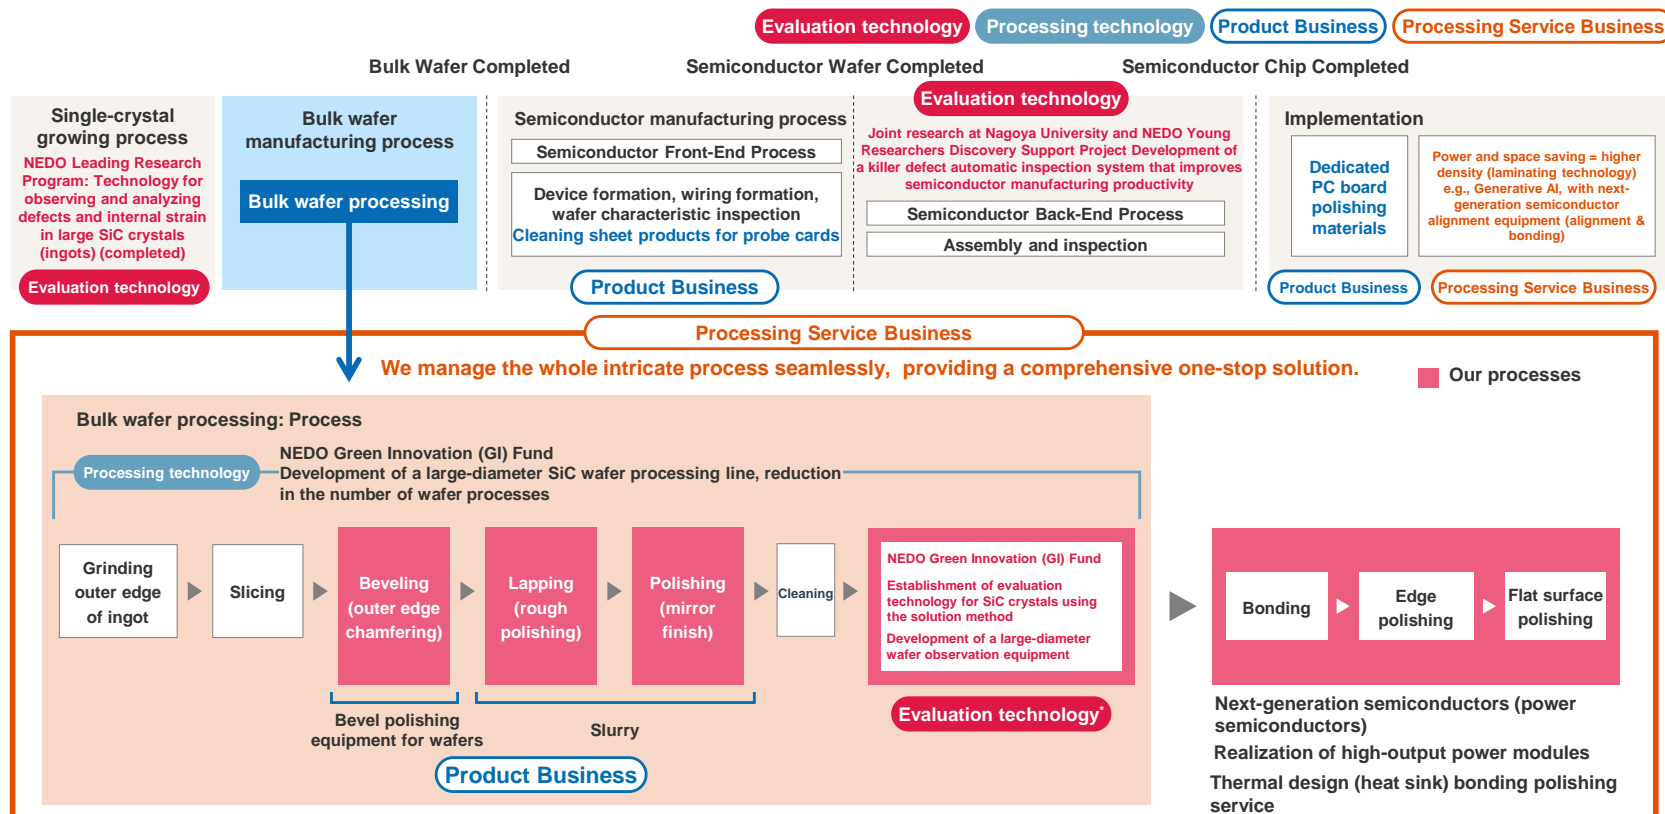 Evaluation technology
Processing technology
Product Business
Processing Service Business
Bulk Wafer Completed
Semiconductor Wafer Completed
Semiconductor Chip Completed
Single-crystal
growing process
NEDO Leading Research
Program: Technology for
observing and analyzing
defects and internal strain
in large SiC crystals
(ingots) (completed)
Evaluation technology
Bulk wafer
manufacturing process
Bulk wafer processing
Semiconductor manufacturing process
Semiconductor Front-End Process
Device formation, wiring formation,
wafer characteristic inspection
Cleaning sheet products for probe cards
Product Business
Evaluation technology
Joint research at Nagoya University and NEDO Young
Researchers Discovery Support Project Development of
a killer defect automatic inspection system that improves
semiconductor manufacturing productivity
Semiconductor Back-End Process
Assembly and inspection
Implementation
Dedicated
PC board
polishing
materials
Product Business
Power and space saving = higher
density (laminating technology)
e.g., Generative AI, with next-
generation semiconductor
alignment equipment (alignment &
bonding)
Processing Service Business
Processing Service Business
We manage the whole intricate process seamlessly, providing a comprehensive one-stop solution.
Our processes
Bulk wafer processing: Process
Processing technology
NEDO Green Innovation (GI) Fund
Development of a large-diameter SiC wafer processing line, reduction
in the number of wafer processes
Grinding
outer edge
of ingot
Slicing
Beveling
(outer edge
chamfering)
Lapping
(rough
polishing)
Polishing
(mirror
finish)
Cleaning
NEDO Green Innovation (GI) Fund
Establishment of evaluation
technology for SiC crystals using
the solution method
Development of a large-diameter
wafer observation equipment
Evaluation technology*
Bevel polishing
equipment for wafers
Slurry
Product Business
Bonding
Edge
polishing
Flat surface
polishing
Next-generation semiconductors (power
semiconductors)
Realization of high-output power modules
Thermal design (heat sink) bonding polishing
service